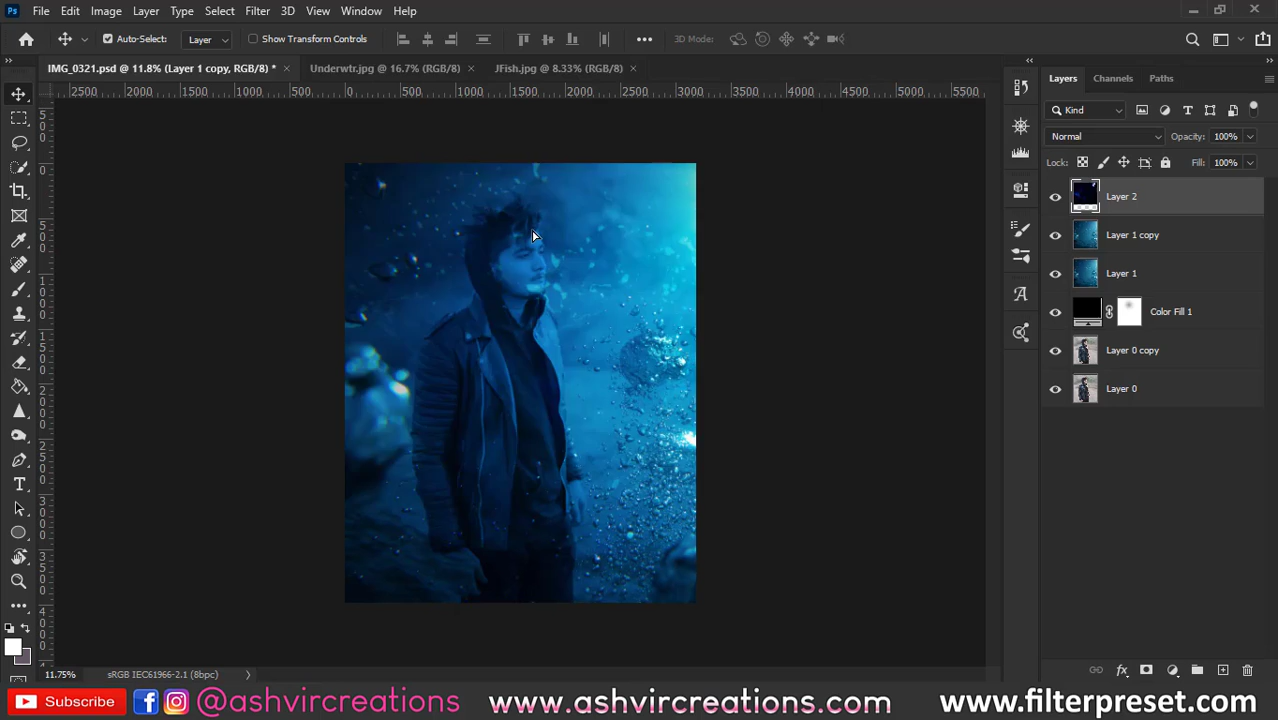 Ps File Edit Image Layer Type Select Filter 3D View Window Help
Auto-Select: Layer Show Transform Controls ••• 3D Mode:
IMG_0321.psd @ 11.8% (Layer 1 copy, RGB/8) * × Underwtr.jpg @ 16.7% (RGB/8) × JFish.jpg @ 8.33% (RGB/8) ×
2500 2000 1500 1000 500 0 500 1000 1500 2000 2500 3000 3500 4000 4500 5000 5500
Layers Channels Paths
Kind
Normal Opacity: 100%
Lock: Fill: 100%
Layer 2
Layer 1 copy
Layer 1
Color Fill 1
Layer 0 copy
Layer 0
11.75% sRGB IEC61966-2.1 (8bpc)
Subscribe @ashvircreations www.ashvircreations.com www.filterpreset.com